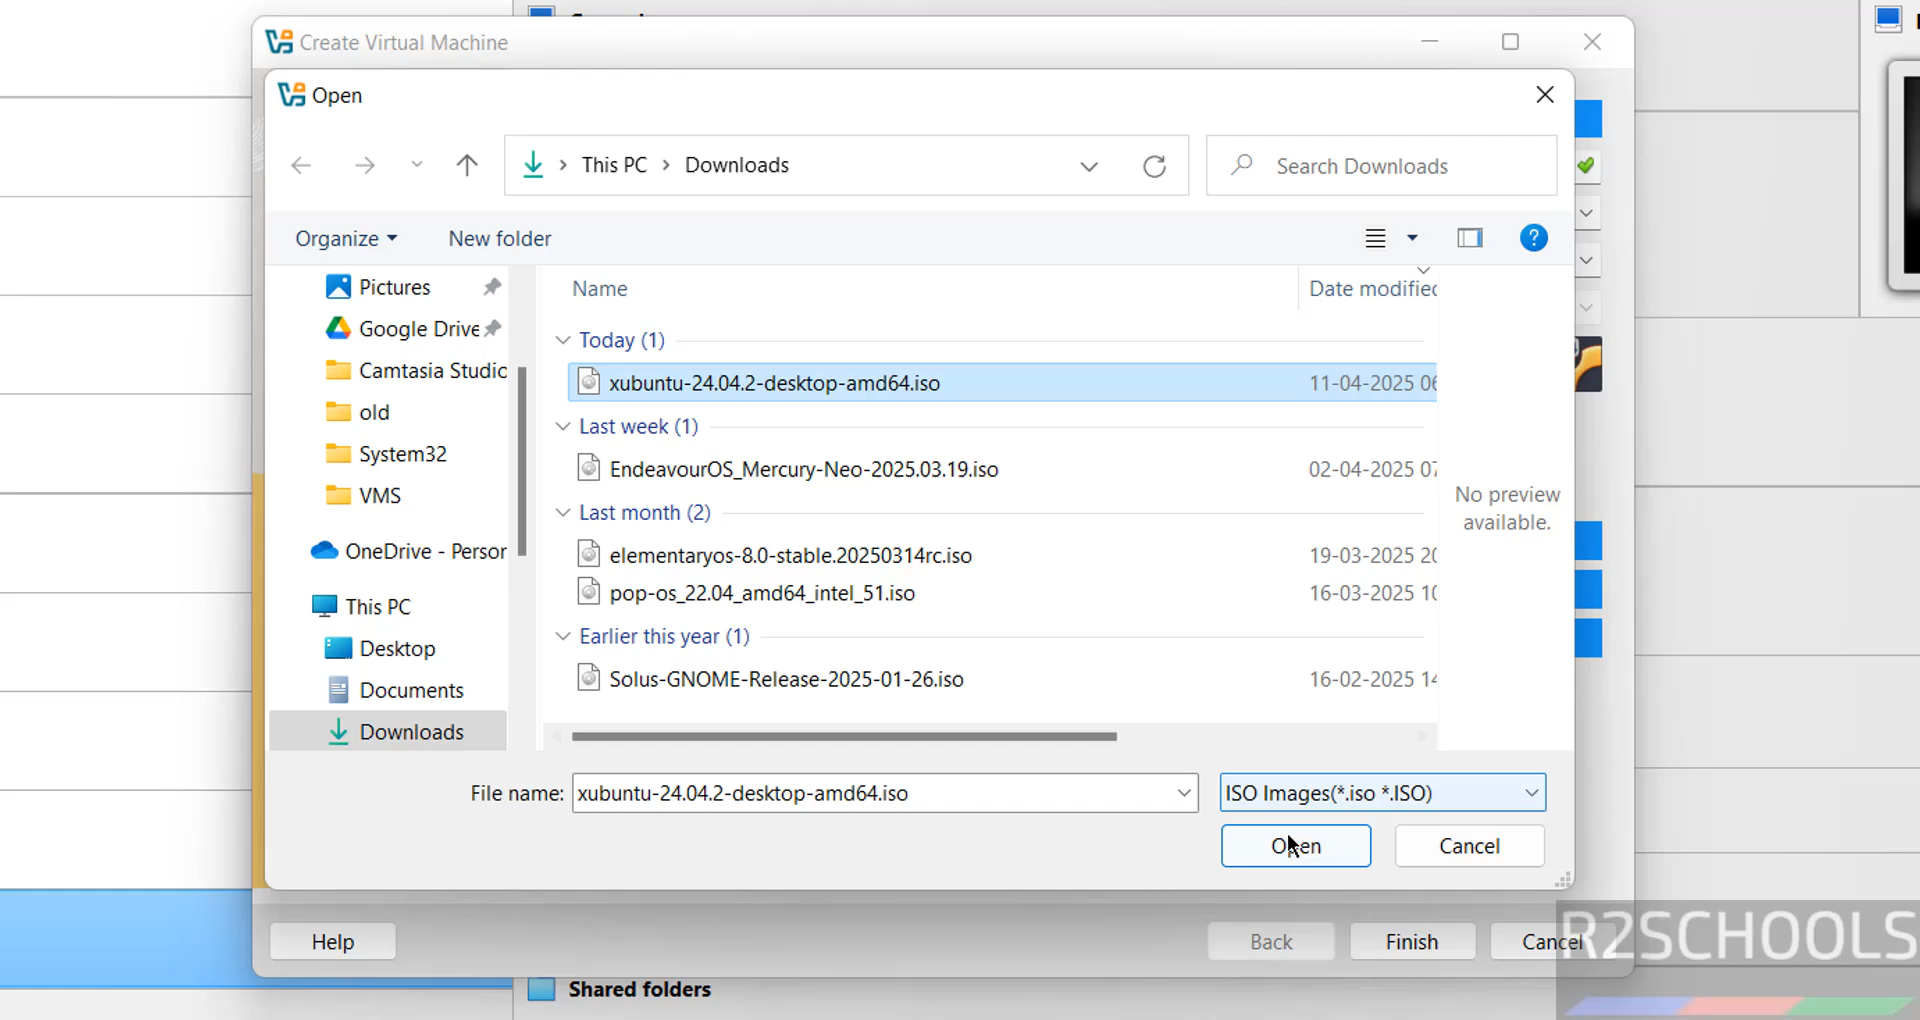 Create Virtual Machine
Open
This PC > Downloads
Search Downloads
Organize
New folder
Pictures
Google Drive
Camtasia Studio
old
System32
VMS
OneDrive - Person
This PC
Desktop
Documents
Downloads
Name
Date modified
Today (1)
xubuntu-24.04.2-desktop-amd64.iso
11-04-2025 06
Last week (1)
EndeavourOS_Mercury-Neo-2025.03.19.iso
02-04-2025 07
Last month (2)
elementaryos-8.0-stable.20250314rc.iso
19-03-2025 20
pop-os_22.04_amd64_intel_51.iso
16-03-2025 10
Earlier this year (1)
Solus-GNOME-Release-2025-01-26.iso
16-02-2025 14
No preview
available.
File name:
xubuntu-24.04.2-desktop-amd64.iso
ISO Images(*.iso *.ISO)
Open
Cancel
Help
Back
Finish
Cancel
R2SCHOOLS
Shared folders